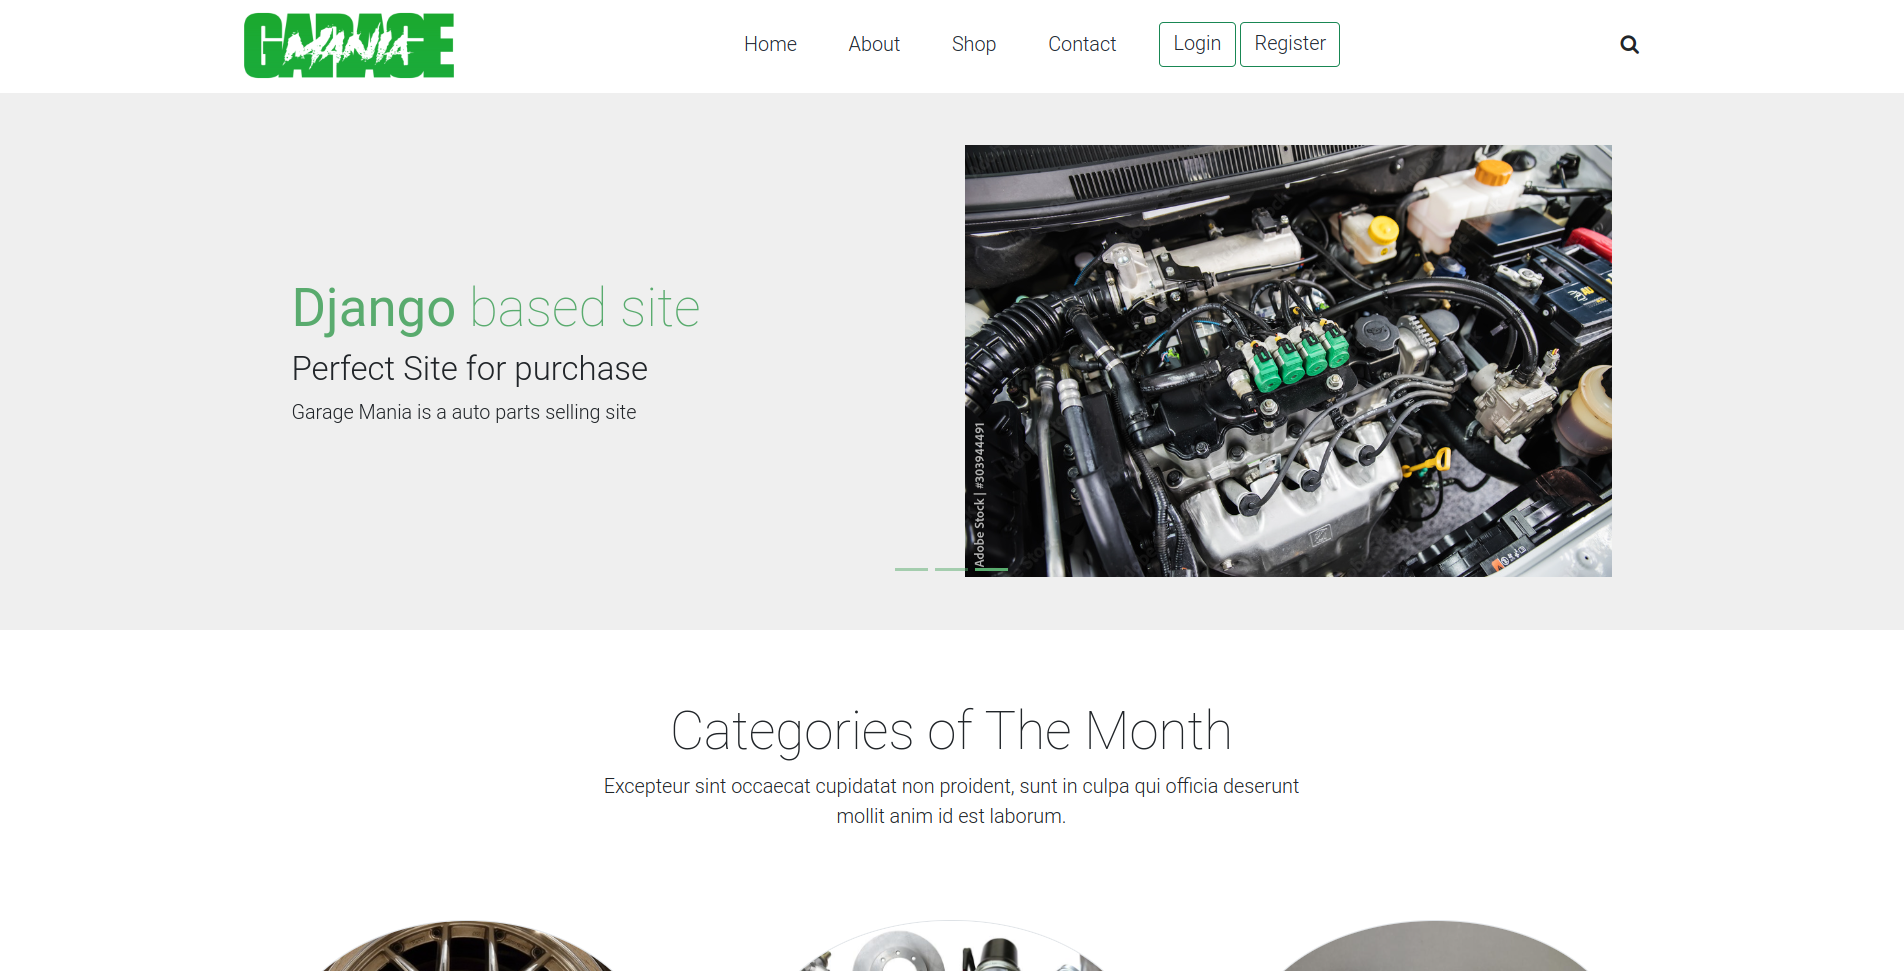 GARAGE
MANIA
Home About Shop Contact Login Register
Django based site
Perfect Site for purchase
Garage Mania is a auto parts selling site
Adobe Stock | #303944491
Categories of The Month
Excepteur sint occaecat cupidatat non proident, sunt in culpa qui officia deserunt
mollit anim id est laborum.